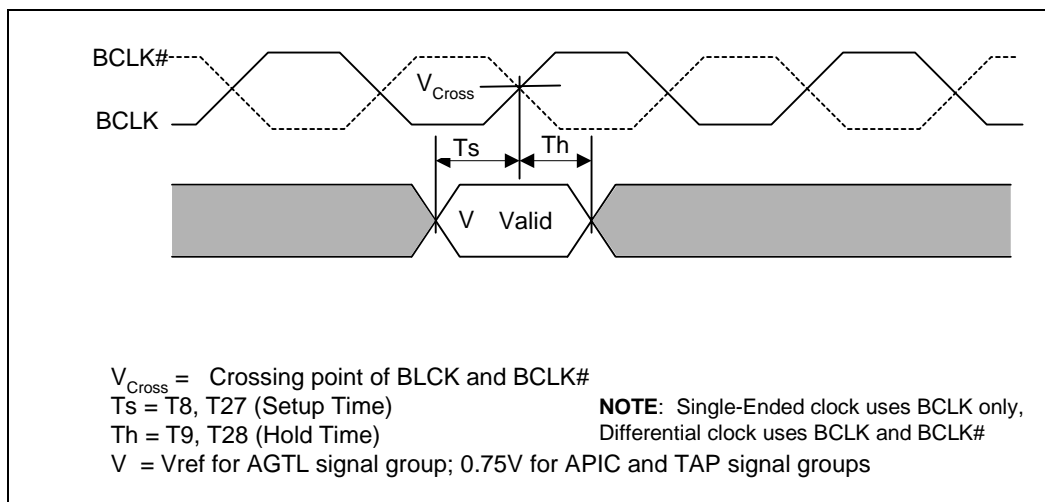 BCLK#
V_Cross
BCLK
Ts Th
V Valid
V_Cross = Crossing point of BLCK and BCLK#
Ts = T8, T27 (Setup Time)
Th = T9, T28 (Hold Time)
V = Vref for AGTL signal group; 0.75V for APIC and TAP signal groups
NOTE: Single-Ended clock uses BCLK only,
Differential clock uses BCLK and BCLK#